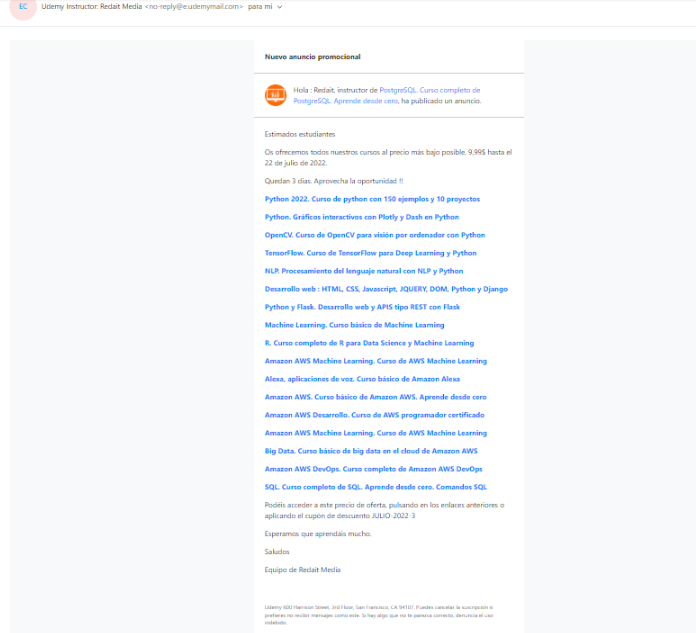 EC Udemy Instructor: Redait Media <no-reply@e.udemymail.com> para mí
Nuevo anuncio promocional
Hola : Redait, instructor de PostgreSQL. Curso completo de
PostgreSQL. Aprende desde cero, ha publicado un anuncio.
Estimados estudiantes
Os ofrecemos todos nuestros cursos al precio más bajo posible, 9,99$ hasta el
22 de julio de 2022.
Quedan 3 días. Aprovecha la oportunidad !!
Python 2022. Curso de python con 150 ejemplos y 10 proyectos
Python. Gráficos interactivos con Plotly y Dash en Python
OpenCV. Curso de OpenCV para visión por ordenador con Python
TensorFlow. Curso de TensorFlow para Deep Learning y Python
NLP. Procesamiento del lenguaje natural con NLP y Python
Desarrollo web : HTML, CSS, Javascript, JQUERY, DOM, Python y Django
Python y Flask. Desarrollo web y APIS tipo REST con Flask
Machine Learning. Curso básico de Machine Learning
R. Curso completo de R para Data Science y Machine Learning
Amazon AWS Machine Learning. Curso de AWS Machine Learning
Alexa, aplicaciones de voz. Curso básico de Amazon Alexa
Amazon AWS. Curso básico de Amazon AWS. Aprende desde cero
Amazon AWS Desarrollo. Curso de AWS programador certificado
Amazon AWS Machine Learning. Curso de AWS Machine Learning
Big Data. Curso básico de big data en el cloud de Amazon AWS
Amazon AWS DevOps. Curso completo de Amazon AWS DevOps
SQL. Curso completo de SQL. Aprende desde cero. Comandos SQL
Podéis acceder a este precio de oferta, pulsando en los enlaces anteriores o
aplicando el cupón de descuento JULIO-2022-3
Esperamos que aprendáis mucho.
Saludos
Equipo de Redait Media
Udemy 600 Harrison Street, 3rd Floor, San Francisco, CA 94107. Puedes cancelar la suscripción si
prefieres no recibir mensajes como este. Si hay algo que no te parezca correcto, denuncia el uso
indebido.